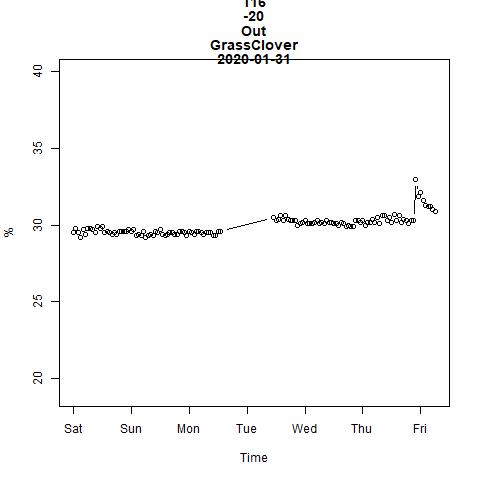 116
-20
Out
GrassClover
2020-01-31
40
35
30
25
20
%
Sat
Sun
Mon
Tue
Wed
Thu
Fri
Time